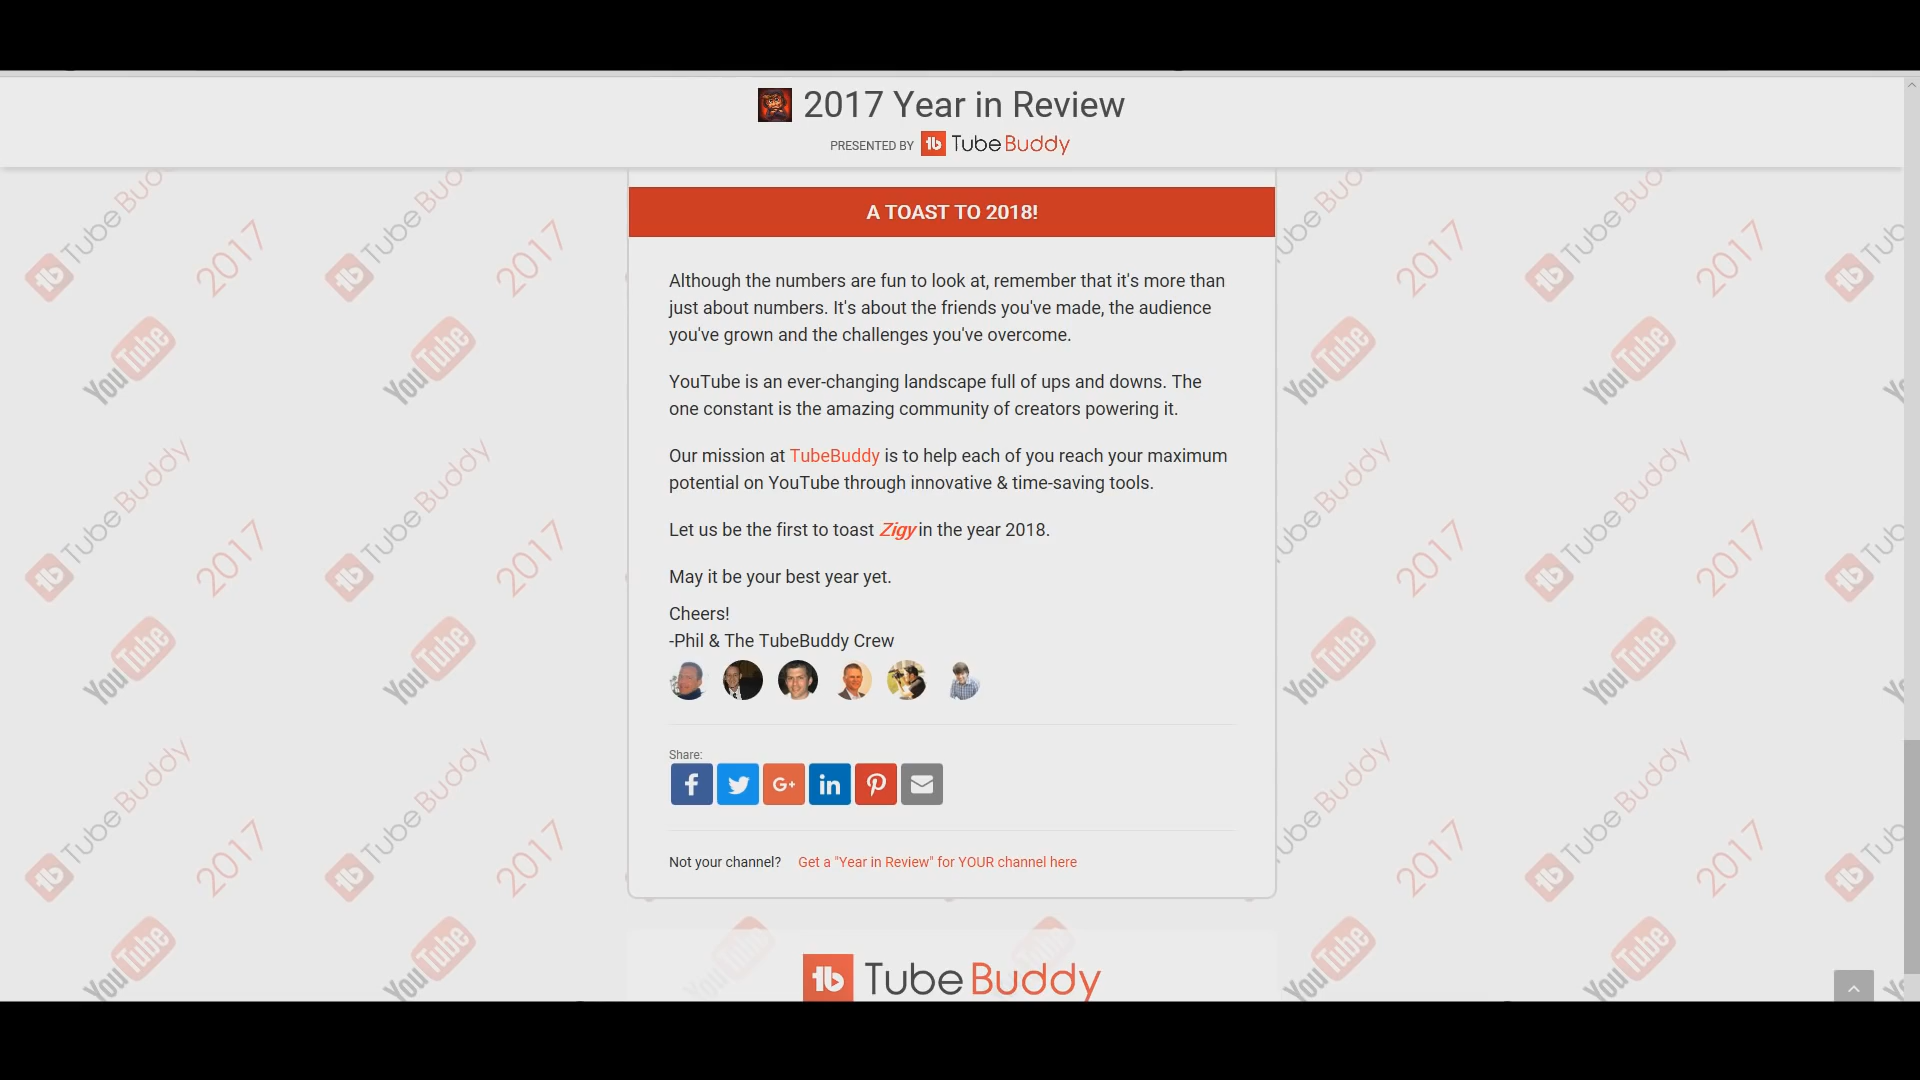 2017 Year in Review
PRESENTED BY TubeBuddy
A TOAST TO 2018!
Although the numbers are fun to look at, remember that it's more than
just about numbers. It's about the friends you've made, the audience
you've grown and the challenges you've overcome.
YouTube is an ever-changing landscape full of ups and downs. The
one constant is the amazing community of creators powering it.
Our mission at TubeBuddy is to help each of you reach your maximum
potential on YouTube through innovative & time-saving tools.
Let us be the first to toast Zigy in the year 2018.
May it be your best year yet.
Cheers!
-Phil & The TubeBuddy Crew
Share:
Not your channel? Get a "Year in Review" for YOUR channel here
TubeBuddy
TubeBuddy 2017
YouTube